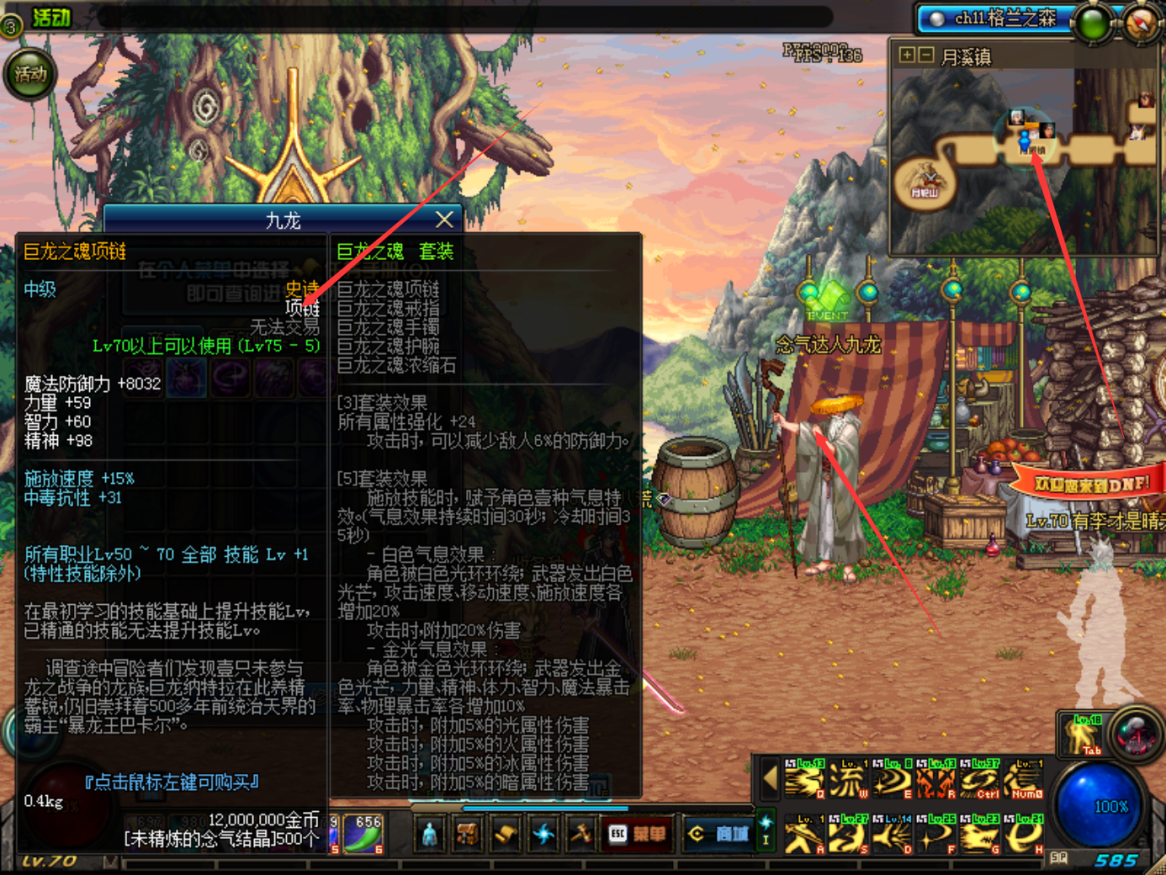 活动
ch11.格兰之森
活动
FPS : 136
月溪镇
月轮山
九龙
巨龙之魂项链
中级
史诗
项链
无法交易
Lv70以上可以使用 (Lv75 - 5)
魔法防御力 +8032
力量 +59
智力 +60
精神 +98
施放速度 +15%
中毒抗性 +31
所有职业Lv50 ~ 70 全部 技能 Lv +1
(特性技能除外)
在最初学习的技能基础上提升技能Lv,
已精通的技能无法提升技能Lv。
调查途中冒险者们发现壹只未参与
龙之战争的龙族,巨龙纳特拉在此养精
蓄锐,仍旧崇拜着500多年前统治天界的
霸主“暴龙王巴卡尔”。
『点击鼠标左键可购买』
0.4kg
12,000,000金币
[未精炼的念气结晶]500个
巨龙之魂 套装
巨龙之魂项链
巨龙之魂戒指
巨龙之魂手镯
巨龙之魂护腕
巨龙之魂浓缩石
[3]套装效果
所有属性强化 +24
攻击时,可以减少敌人6%的防御力。
[5]套装效果
施放技能时,赋予角色壹种气息特
效。(气息效果持续时间30秒; 冷却时间3
5秒)
- 白色气息效果 :
角色被白色光环环绕; 武器发出白色
光芒, 攻击速度、移动速度、施放速度各
增加20%
攻击时,附加20%伤害
- 金光气息效果 :
角色被金色光环环绕; 武器发出金
色光芒, 力量、精神、体力、智力、魔法暴击
率、物理暴击率各增加10%
攻击时, 附加5%的光属性伤害
攻击时, 附加5%的火属性伤害
攻击时, 附加5%的冰属性伤害
攻击时, 附加5%的暗属性伤害
EVENT
念气达人九龙
欢迎您来到DNF!
Lv.70 有李才是晴
Lv.18
Tab
656
ESC 菜单
商城
100%
Lv.70
SP 585